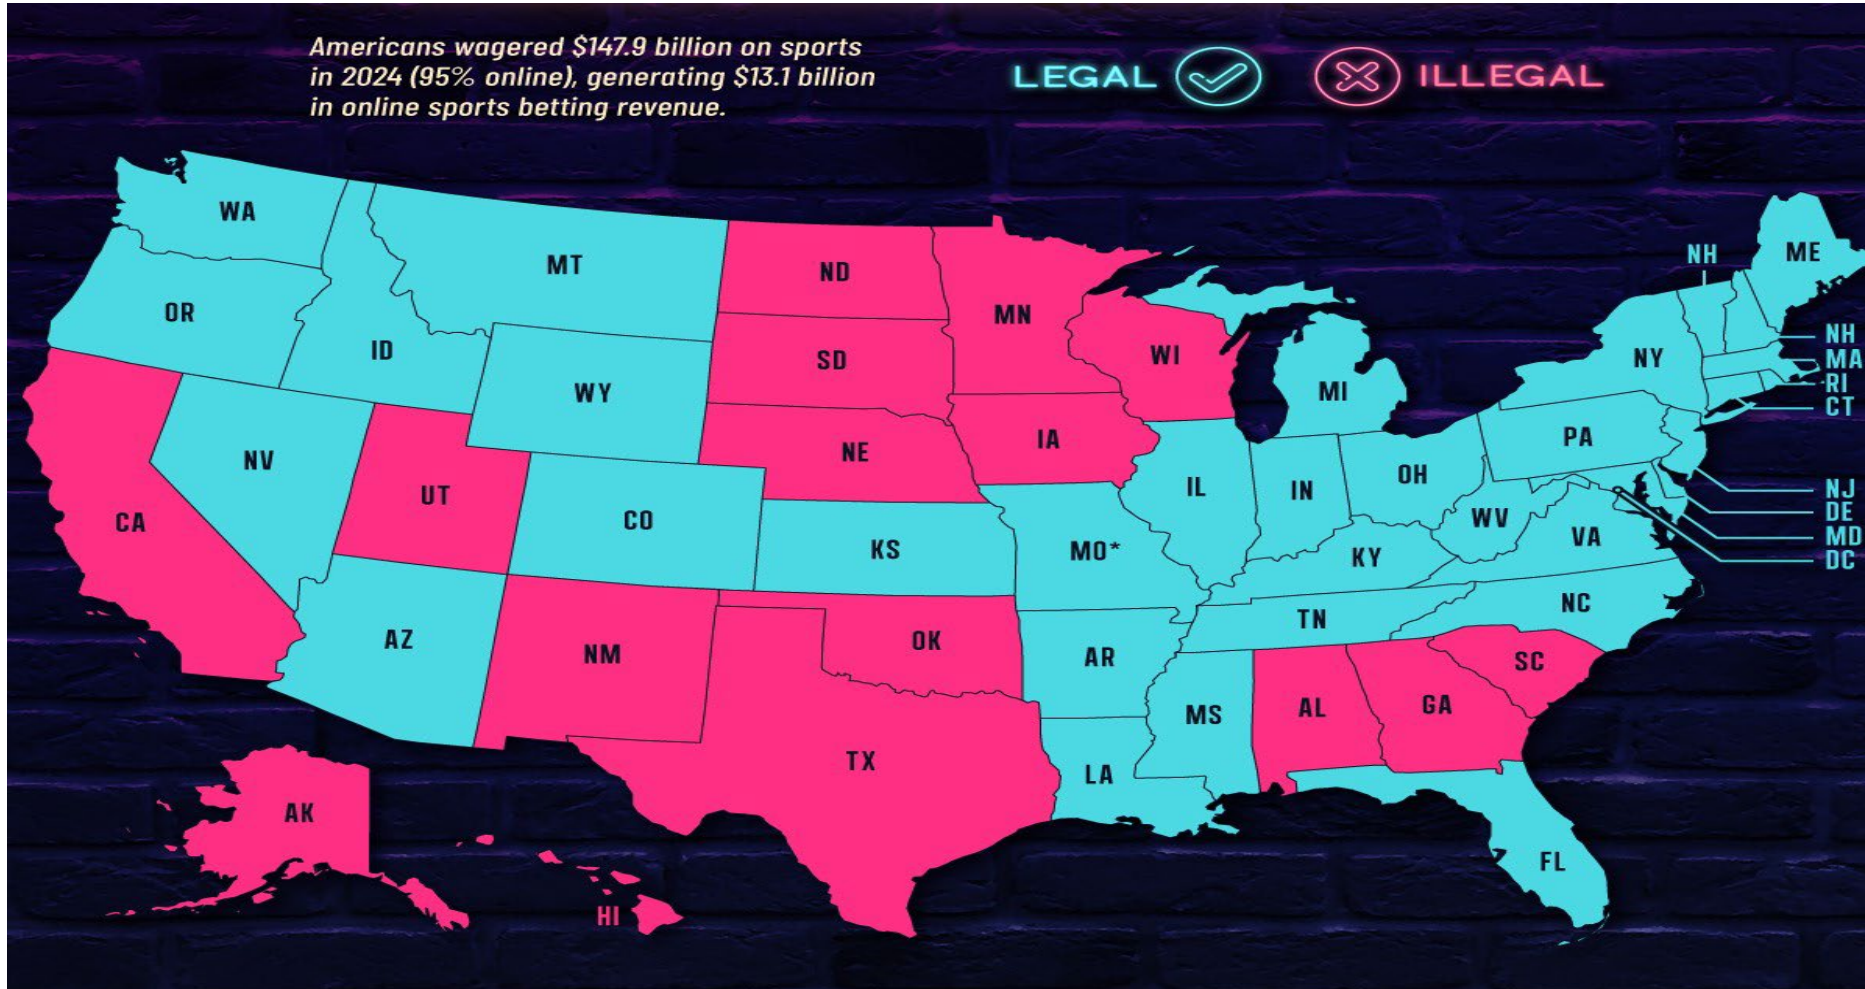 Americans wagered $147.9 billion on sports
in 2024 (95% online), generating $13.1 billion
in online sports betting revenue.
LEGAL
ILLEGAL
WA
MT
ND
MN
OR
ID
SD
WI
WY
MI
NY
NH
ME
NH
MA
RI
CT
NV
UT
CO
NE
IA
IL
IN
OH
PA
NJ
DE
MD
DC
CA
KS
MO*
KY
WV
VA
AZ
NM
OK
AR
TN
NC
SC
TX
LA
MS
AL
GA
FL
AK
HI